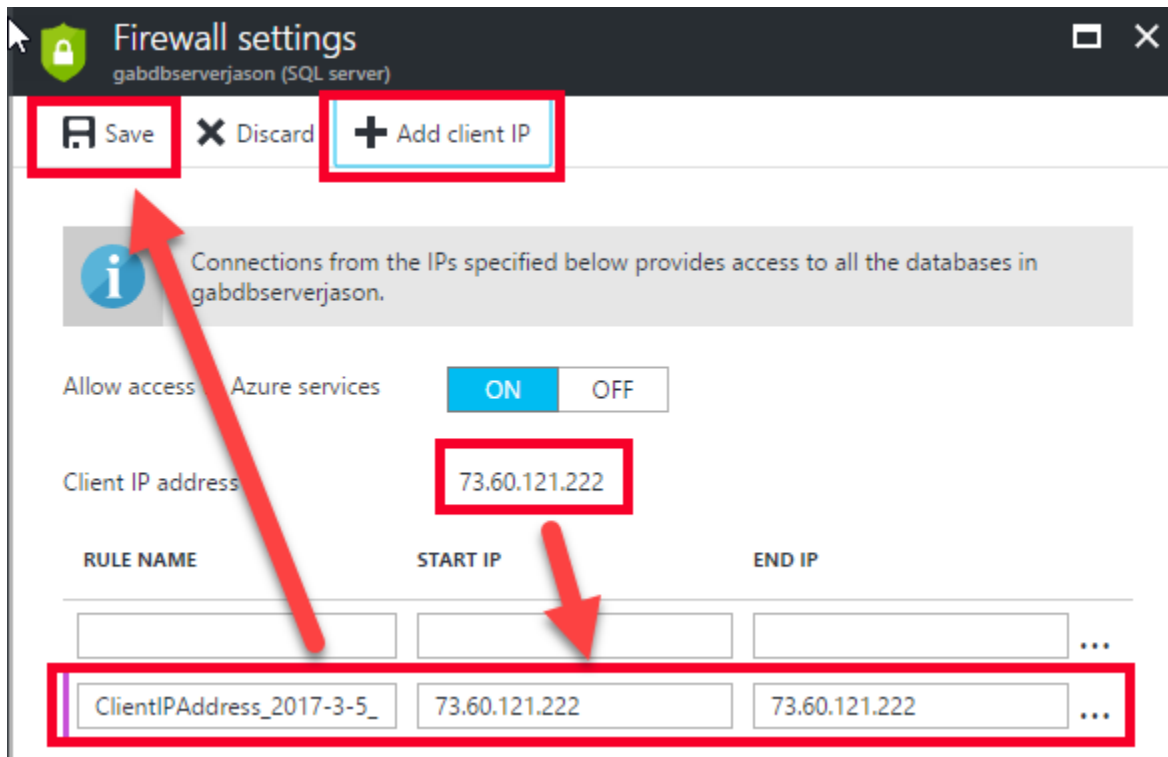 Firewall settings
gabdbserverjason (SQL server)
Save Discard Add client IP
Connections from the IPs specified below provides access to all the databases in
gabdbserverjason.
Allow access Azure services ON OFF
Client IP address 73.60.121.222
RULE NAME START IP END IP
...
ClientIPAddress_2017-3-5_ 73.60.121.222 73.60.121.222 ...